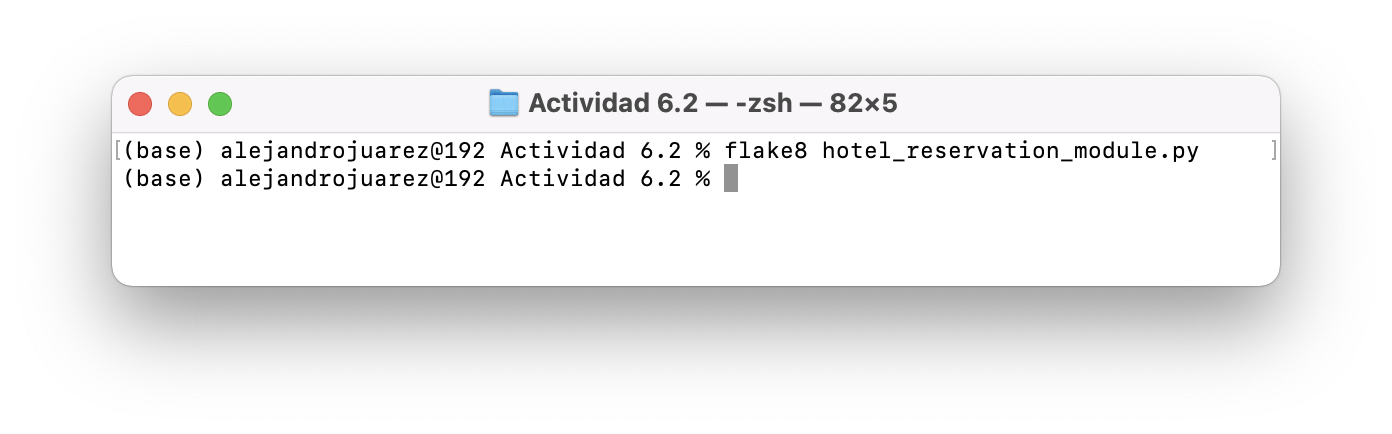 Actividad 6.2 — -zsh — 82×5
[(base) alejandrojuarez@192 Actividad 6.2 % flake8 hotel_reservation_module.py ]
(base) alejandrojuarez@192 Actividad 6.2 %